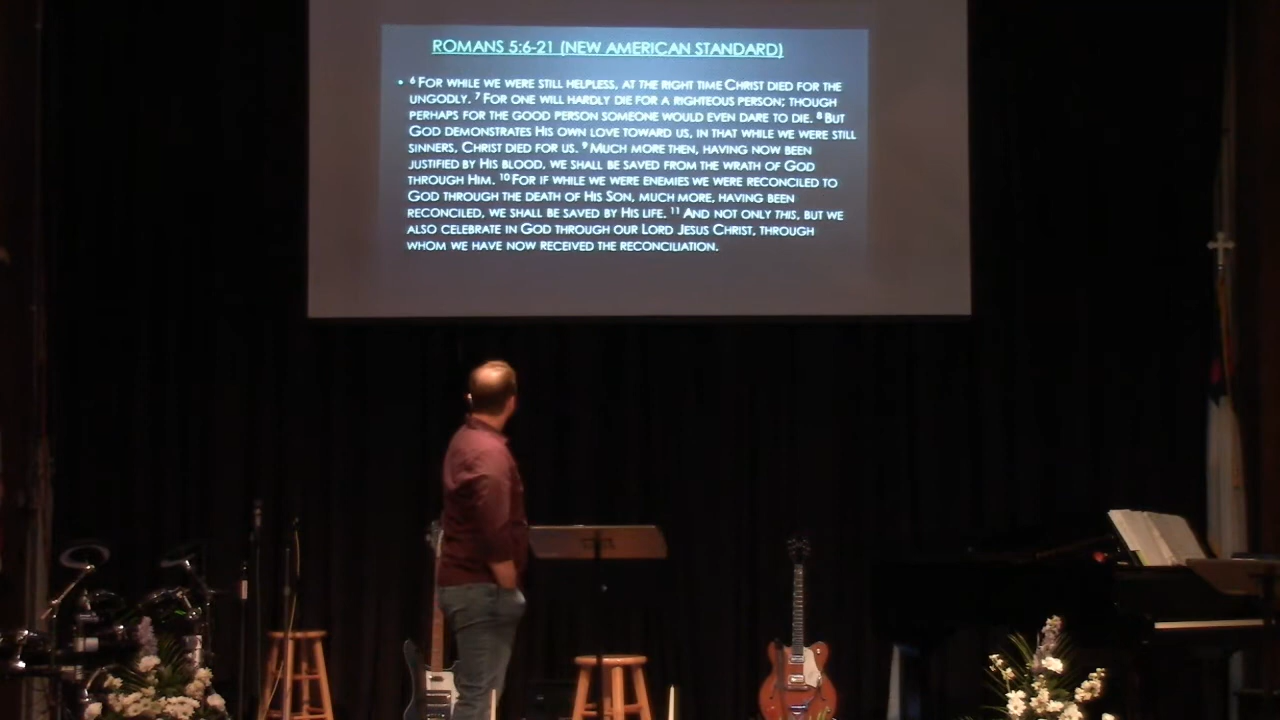 ROMANS 5:6-21 (NEW AMERICAN STANDARD)
• ⁶ FOR WHILE WE WERE STILL HELPLESS, AT THE RIGHT TIME CHRIST DIED FOR THE
UNGODLY. ⁷ FOR ONE WILL HARDLY DIE FOR A RIGHTEOUS PERSON; THOUGH
PERHAPS FOR THE GOOD PERSON SOMEONE WOULD EVEN DARE TO DIE. ⁸ BUT
GOD DEMONSTRATES HIS OWN LOVE TOWARD US, IN THAT WHILE WE WERE STILL
SINNERS, CHRIST DIED FOR US. ⁹ MUCH MORE THEN, HAVING NOW BEEN
JUSTIFIED BY HIS BLOOD, WE SHALL BE SAVED FROM THE WRATH OF GOD
THROUGH HIM. ¹⁰ FOR IF WHILE WE WERE ENEMIES WE WERE RECONCILED TO
GOD THROUGH THE DEATH OF HIS SON, MUCH MORE, HAVING BEEN
RECONCILED, WE SHALL BE SAVED BY HIS LIFE. ¹¹ AND NOT ONLY THIS, BUT WE
ALSO CELEBRATE IN GOD THROUGH OUR LORD JESUS CHRIST, THROUGH
WHOM WE HAVE NOW RECEIVED THE RECONCILIATION.